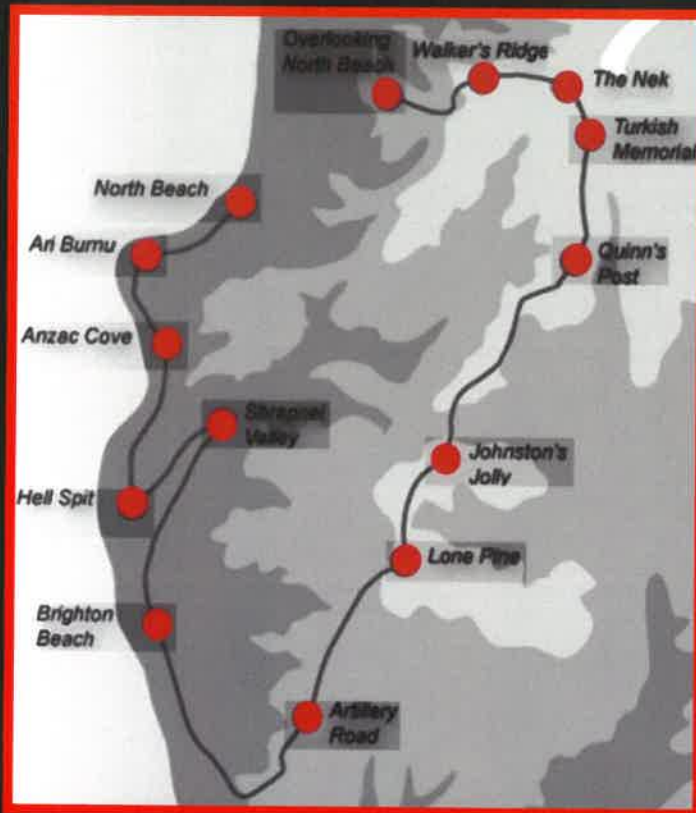 Overlooking
North Beach
Walker's Ridge
The Nek
Turkish
Memorial
North Beach
Ari Burnu
Quinn's
Post
Anzac Cove
Shrapnel
Valley
Johnston's
Jolly
Hell Spit
Lone Pine
Brighton
Beach
Artillery
Road